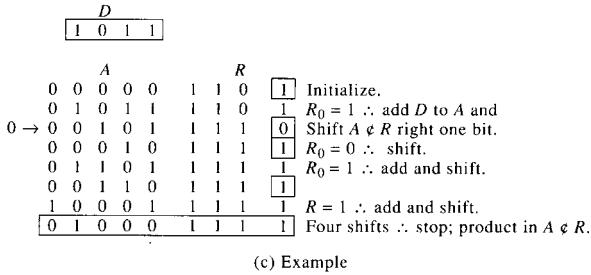 D
1 0 1 1
A R
0 0 0 0 0 1 1 0 1 Initialize.
0 1 0 1 1 1 1 0 1 R0 = 1 ∴ add D to A and
0 → 0 0 1 0 1 1 1 1 0 Shift A ¢ R right one bit.
0 0 0 1 0 1 1 1 1 R0 = 0 ∴ shift.
0 1 1 0 1 1 1 1 1 R0 = 1 ∴ add and shift.
0 0 1 1 0 1 1 1 1
1 0 0 0 1 1 1 1 1 R = 1 ∴ add and shift.
0 1 0 0 0 1 1 1 1 Four shifts ∴ stop; product in A ¢ R.
(c) Example